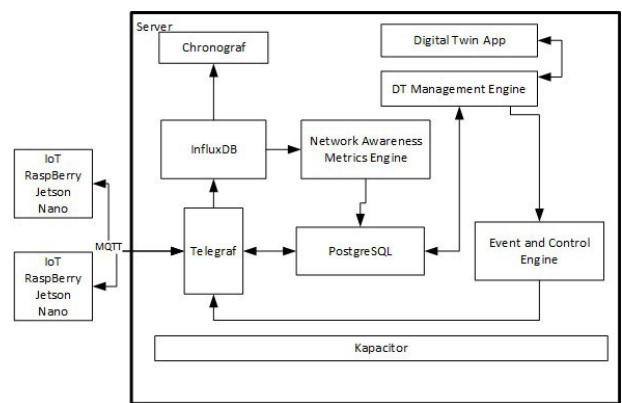 Server
Chronograf
Digital Twin App
DT Management Engine
InfluxDB
Network Awareness
Metrics Engine
IoT
RaspBerry
Jetson
Nano
MQTT
Telegraf
PostgreSQL
Event and Control
Engine
IoT
RaspBerry
Jetson
Nano
Kapacitor